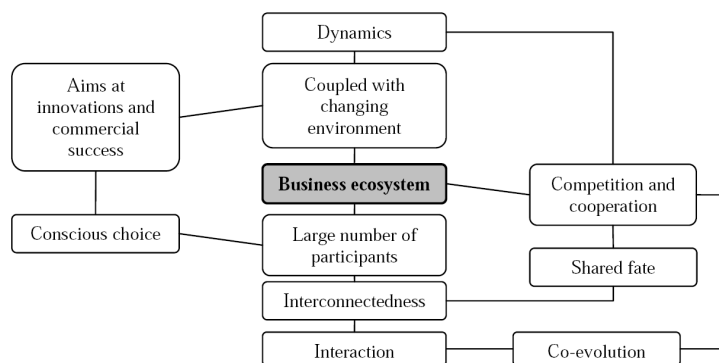 Dynamics
Aims at
innovations and
commercial
success
Coupled with
changing
environment
Business ecosystem
Competition and
cooperation
Conscious choice
Large number of
participants
Shared fate
Interconnectedness
Interaction
Co-evolution